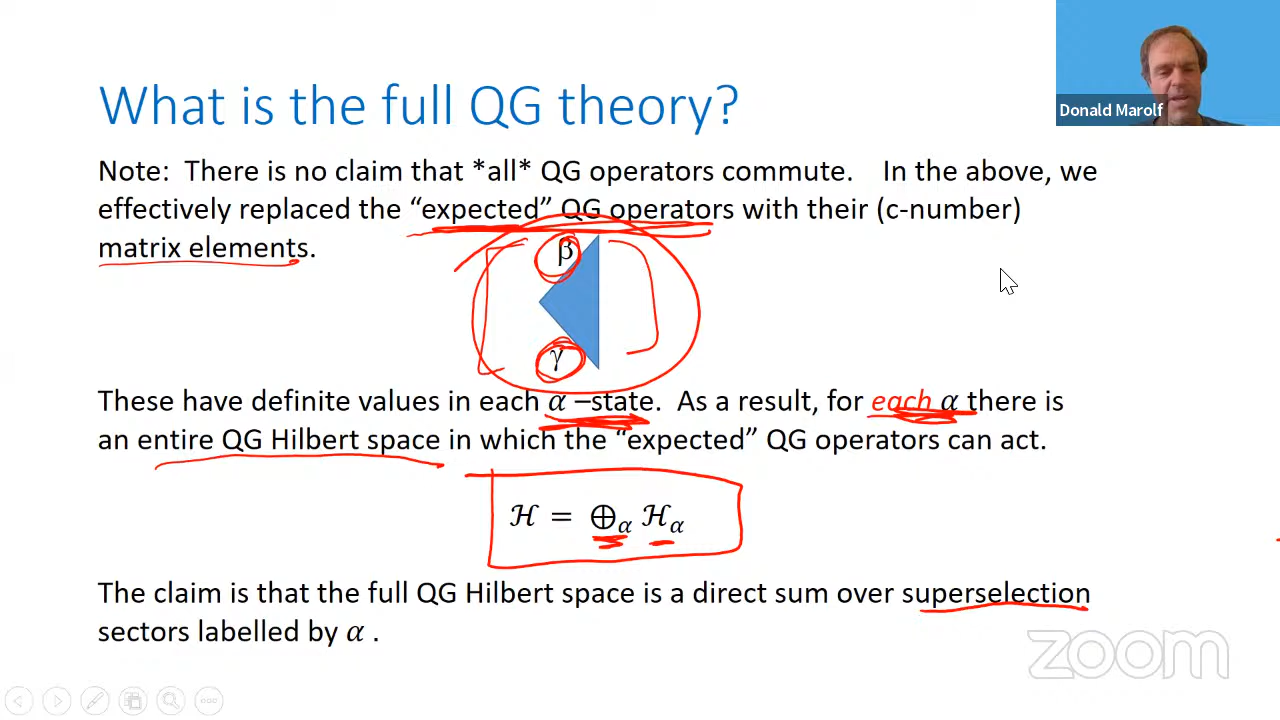 What is the full QG theory?
Donald Marolf
Note: There is no claim that *all* QG operators commute. In the above, we
effectively replaced the “expected” QG operators with their (c-number)
matrix elements.
β
γ
These have definite values in each α –state. As a result, for each α there is
an entire QG Hilbert space in which the “expected” QG operators can act.
ℋ = ⊕α ℋα
The claim is that the full QG Hilbert space is a direct sum over superselection
sectors labelled by α .
zoom